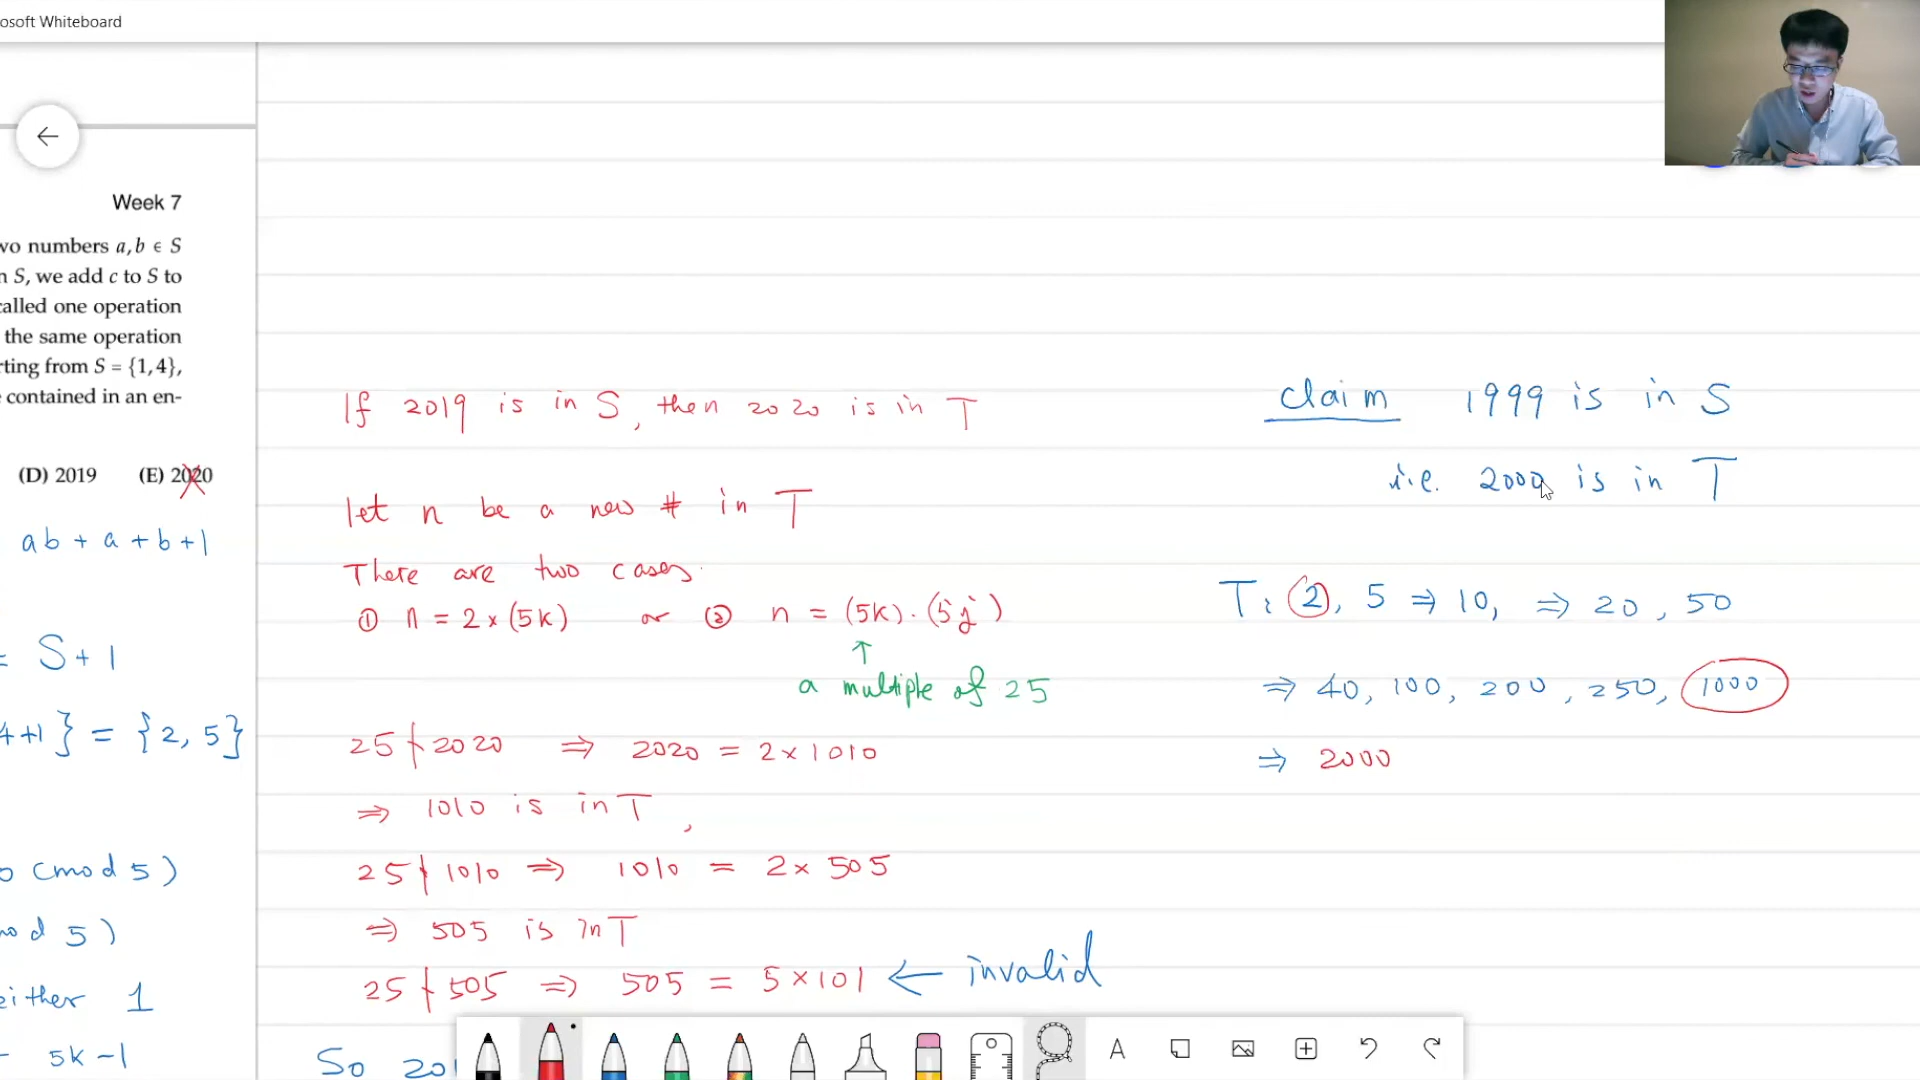 osoft Whiteboard
Week 7
wo numbers a, b ∈ S
n S, we add c to S to
called one operation
the same operation
rting from S = {1, 4},
contained in an en-
(D) 2019 (E) 2020
ab + a + b + 1
= S + 1
4+1 } = { 2, 5 }
0 (mod 5)
mod 5)
either 1
- 5k - 1
If 2019 is in S, then 2020 is in T
let n be a new # in T
There are two cases.
① n = 2 × (5k) or ② n = (5k) · (5j)
↑
a multiple of 25
25 ∤ 2020 ⇒ 2020 = 2 × 1010
⇒ 1010 is in T,
25 ∤ 1010 ⇒ 1010 = 2 × 505
⇒ 505 is in T
25 ∤ 505 ⇒ 505 = 5 × 101 ← invalid
So 201
claim 1999 is in S
i.e. 2000 is in T
T: 2, 5 ⇒ 10, ⇒ 20, 50
⇒ 40, 100, 200, 250, 1000
⇒ 2000